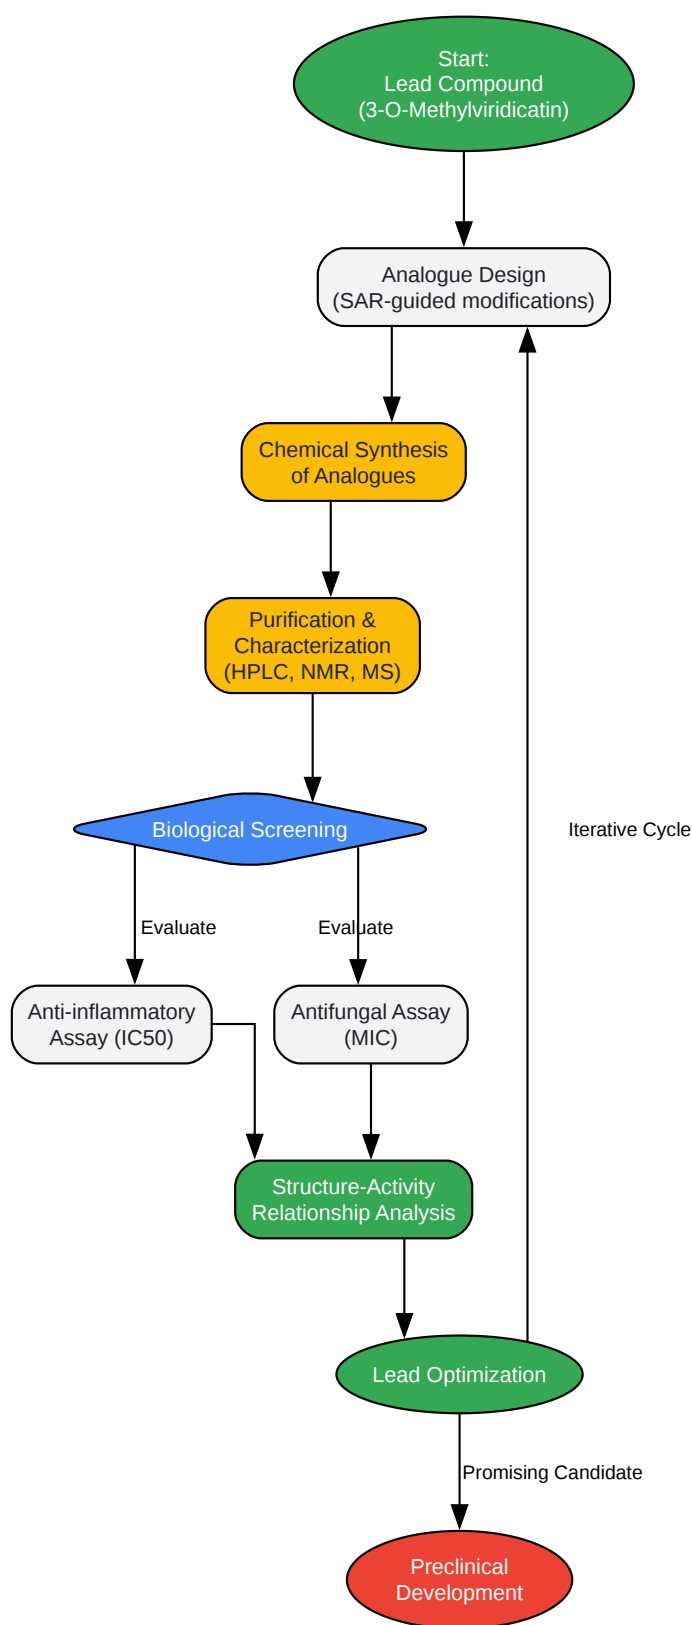 Start:
Lead Compound
(3-O-Methylviridicatin)
Analogue Design
(SAR-guided modifications)
Chemical Synthesis
of Analogues
Purification &
Characterization
(HPLC, NMR, MS)
Biological Screening
Iterative Cycle
Evaluate
Evaluate
Anti-inflammatory
Assay (IC50)
Antifungal Assay
(MIC)
Structure-Activity
Relationship Analysis
Lead Optimization
Promising Candidate
Preclinical
Development